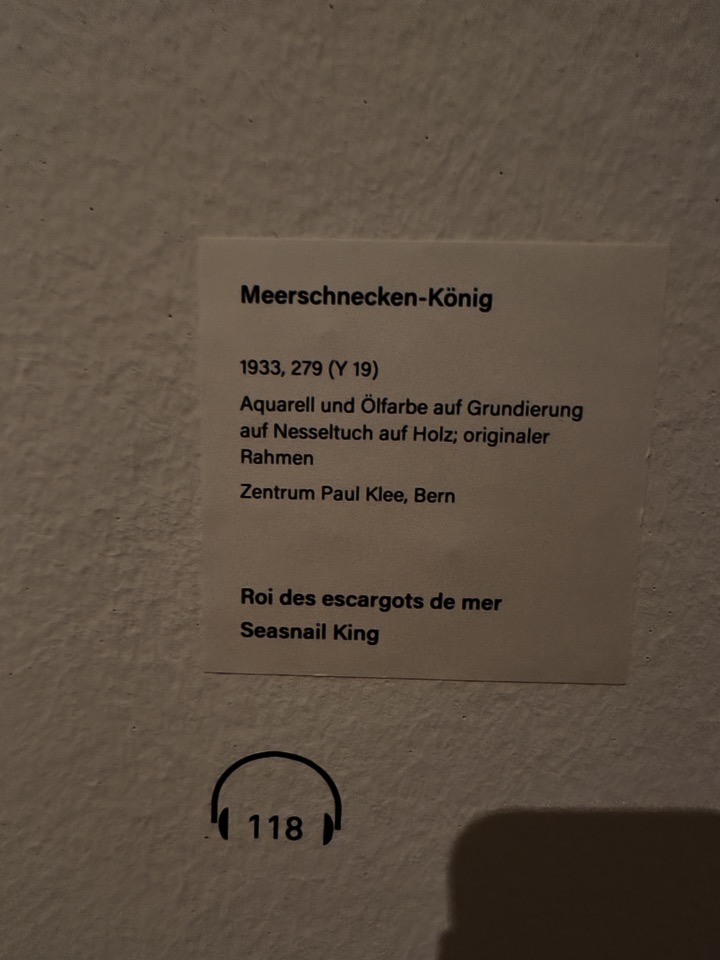 Meerschnecken-König
1933, 279 (Y 19)
Aquarell und Ölfarbe auf Grundierung
auf Nesseltuch auf Holz; originaler
Rahmen
Zentrum Paul Klee, Bern
Roi des escargots de mer
Seasnail King
118